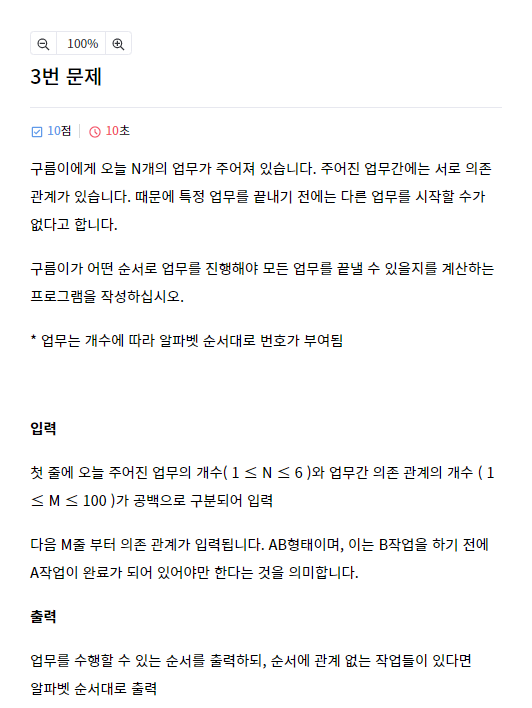 100%
3번 문제
10점 10초
구름이에게 오늘 N개의 업무가 주어져 있습니다. 주어진 업무간에는 서로 의존
관계가 있습니다. 때문에 특정 업무를 끝내기 전에는 다른 업무를 시작할 수가
없다고 합니다.
구름이가 어떤 순서로 업무를 진행해야 모든 업무를 끝낼 수 있을지를 계산하는
프로그램을 작성하십시오.
* 업무는 개수에 따라 알파벳 순서대로 번호가 부여됨
입력
첫 줄에 오늘 주어진 업무의 개수( 1 ≤ N ≤ 6 )와 업무간 의존 관계의 개수 ( 1
≤ M ≤ 100 )가 공백으로 구분되어 입력
다음 M줄 부터 의존 관계가 입력됩니다. AB형태이며, 이는 B작업을 하기 전에
A작업이 완료가 되어 있어야만 한다는 것을 의미합니다.
출력
업무를 수행할 수 있는 순서를 출력하되, 순서에 관계 없는 작업들이 있다면
알파벳 순서대로 출력